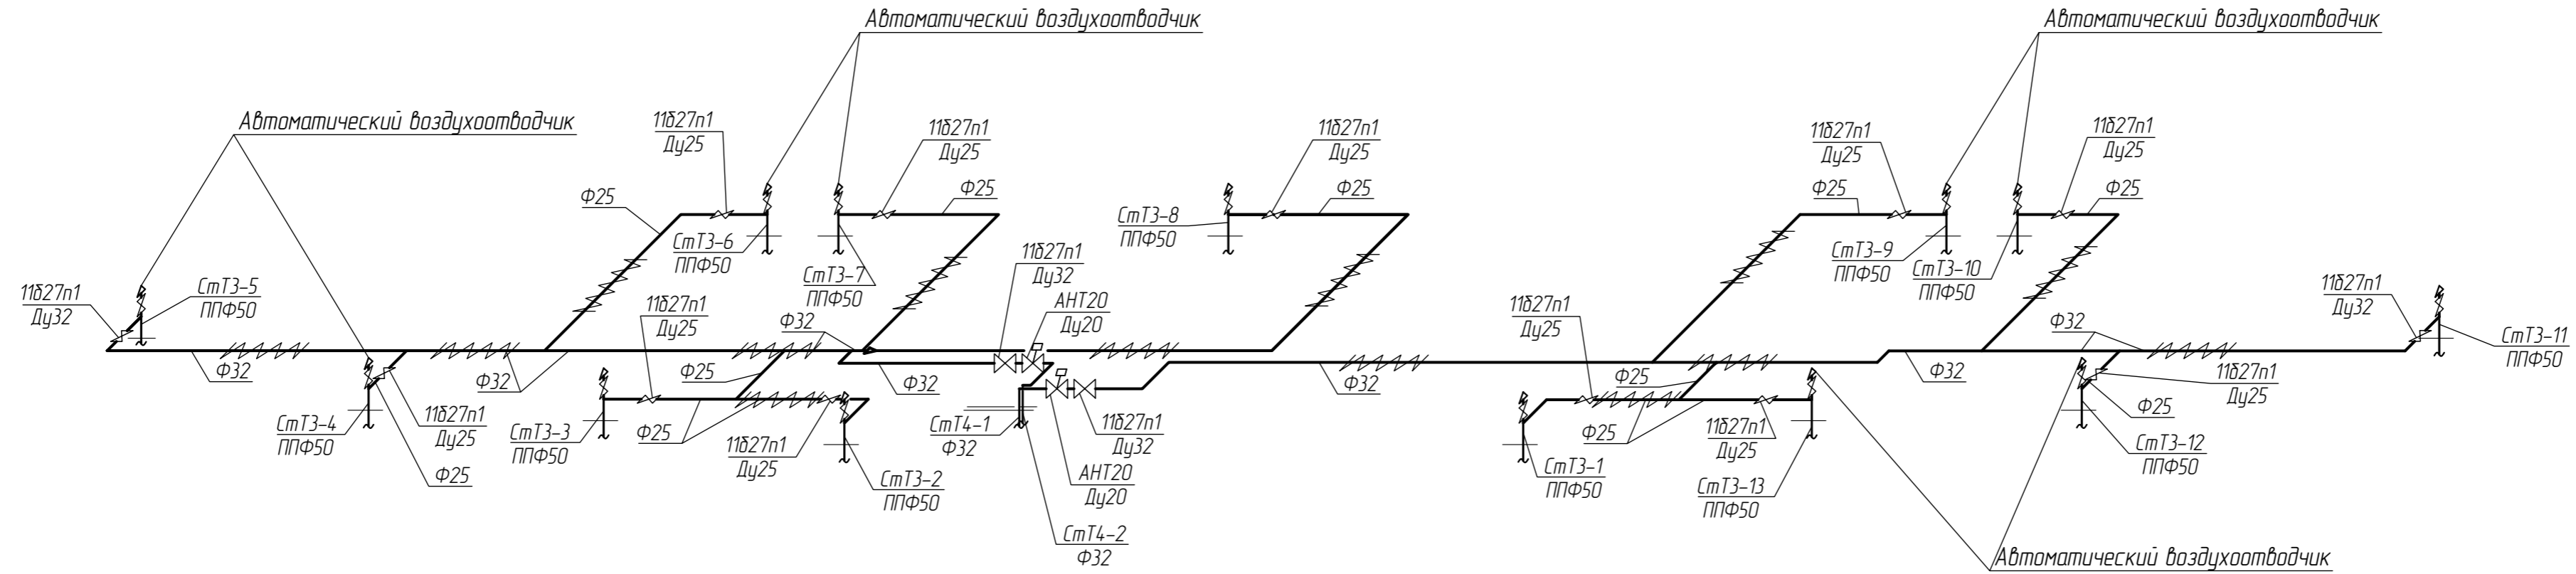 Автоматический воздухоотводчик
Автоматический воздухоотводчик
Автоматический воздухоотводчик
11б27п1
Ду25
11б27п1
Ду25
11б27п1
Ду25
11б27п1
Ду25
11б27п1
Ду25
Ф25
Ф25
Ф25
Ф25
Ф25
СтТ3-6
ППФ50
СтТ3-7
ППФ50
СтТ3-8
ППФ50
СтТ3-9
ППФ50
СтТ3-10
ППФ50
11б27п1
Ду32
СтТ3-5
ППФ50
11б27п1
Ду25
11б27п1
Ду32
АНТ20
Ду20
11б27п1
Ду25
11б27п1
Ду32
СтТ3-11
ППФ50
Ф32
Ф32
Ф32
Ф32
Ф25
Ф32
Ф32
Ф25
Ф32
11б27п1
Ду25
Ф25
СтТ3-4
ППФ50
11б27п1
Ду25
Ф25
СтТ3-3
ППФ50
Ф25
11б27п1
Ду25
СтТ3-2
ППФ50
СтТ4-1
Ф32
11б27п1
Ду32
АНТ20
Ду20
СтТ4-2
Ф32
СтТ3-1
ППФ50
Ф25
11б27п1
Ду25
СтТ3-13
ППФ50
СтТ3-12
ППФ50
Автоматический воздухоотводчик